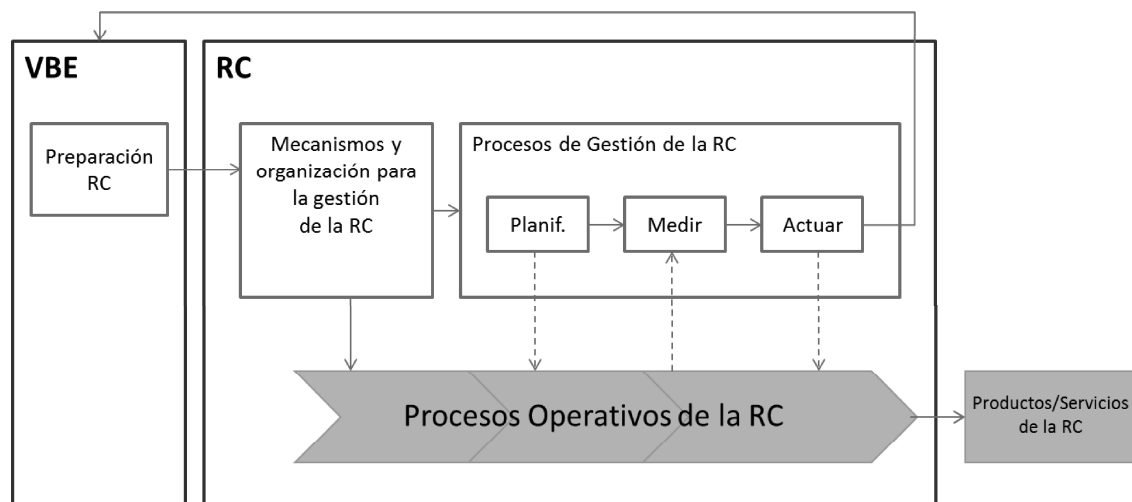 VBE
RC
Preparación
RC
Mecanismos y
organización para
la gestión
de la RC
Procesos de Gestión de la RC
Planif.
Medir
Actuar
Procesos Operativos de la RC
Productos/Servicios
de la RC